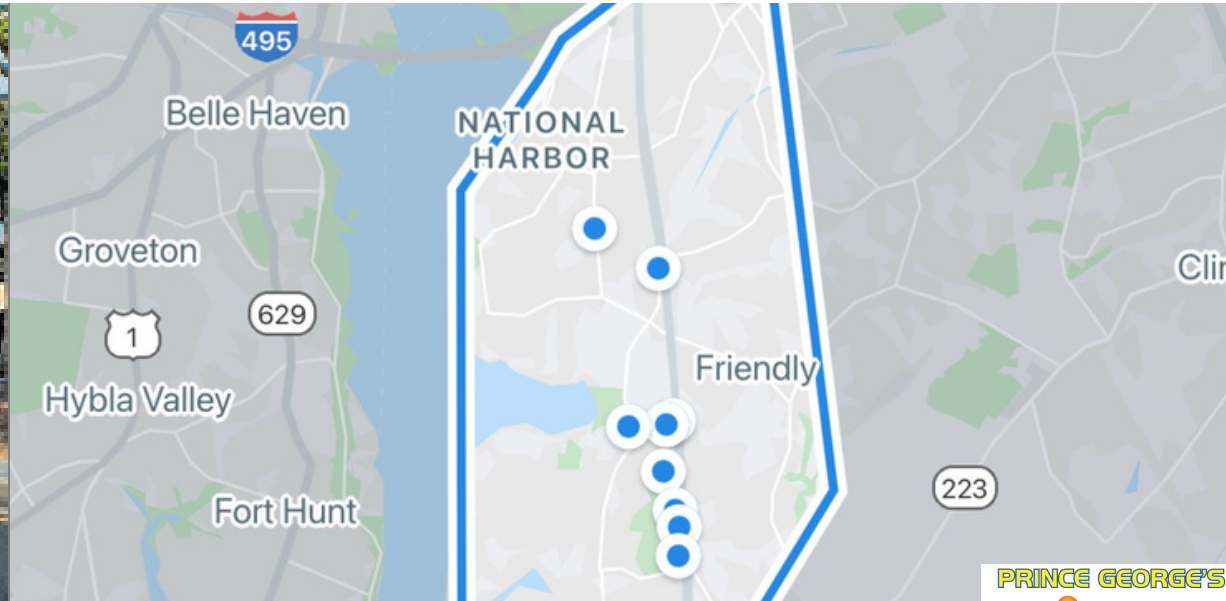 495
Belle Haven
NATIONAL
HARBOR
Groveton
629
1
Friendly
Hybla Valley
223
Fort Hunt
PRINCE GEORGE'S